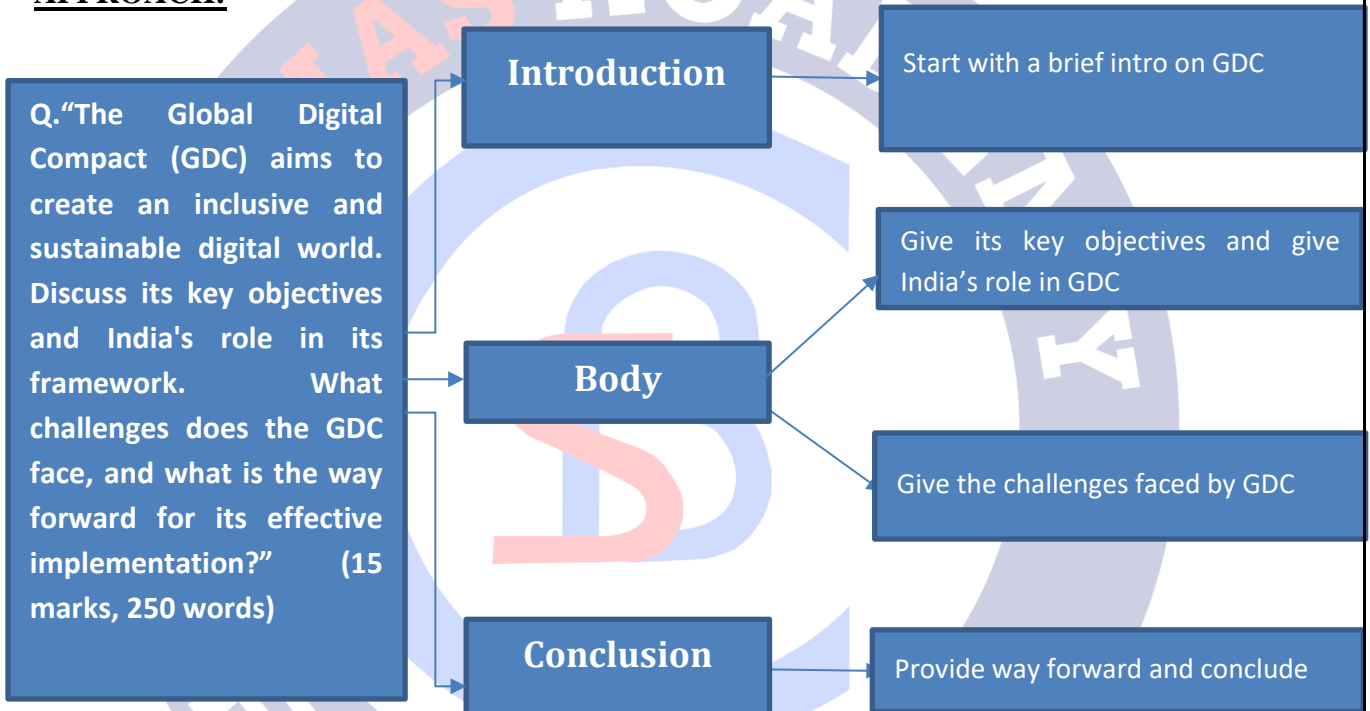 APPROACH:
Q.“The Global Digital
Compact (GDC) aims to
create an inclusive and
sustainable digital world.
Discuss its key objectives
and India's role in its
framework. What
challenges does the GDC
face, and what is the way
forward for its effective
implementation?” (15
marks, 250 words)
Introduction
Start with a brief intro on GDC
Body
Give its key objectives and give
India’s role in GDC
Give the challenges faced by GDC
Conclusion
Provide way forward and conclude